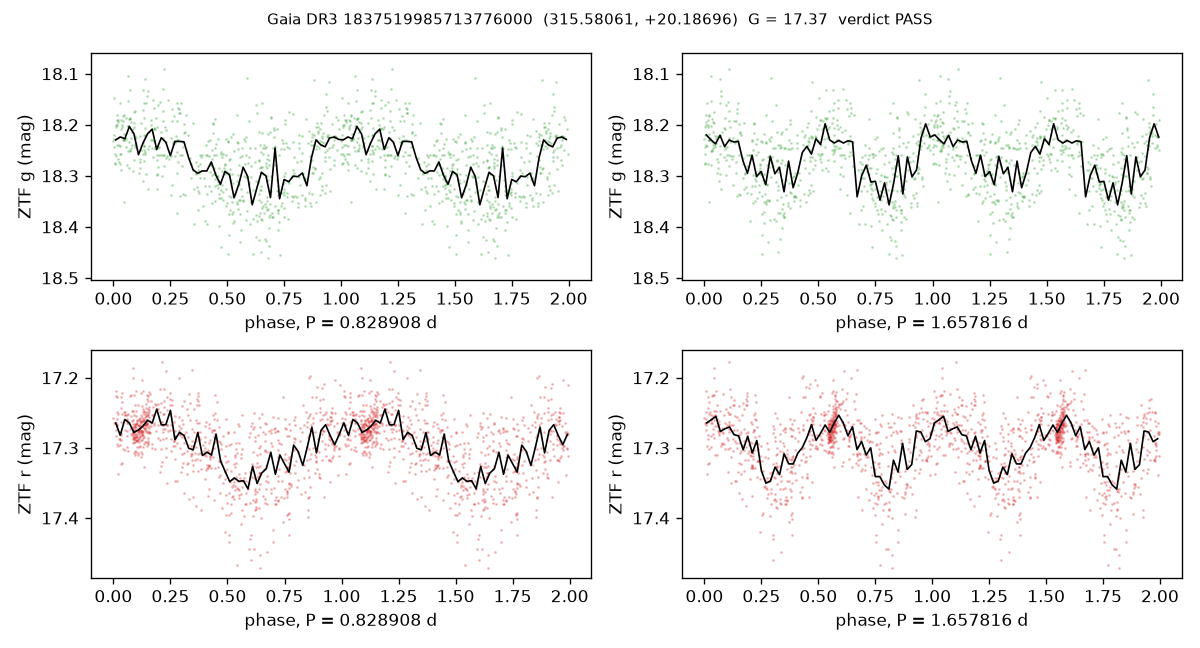 Gaia DR3 1837519985713776000 (315.58061, +20.18696) G = 17.37 verdict PASS
ZTF g (mag)
18.1
18.2
18.3
18.4
18.5
0.00 0.25 0.50 0.75 1.00 1.25 1.50 1.75 2.00
phase, P = 0.828908 d
ZTF g (mag)
18.1
18.2
18.3
18.4
18.5
0.00 0.25 0.50 0.75 1.00 1.25 1.50 1.75 2.00
phase, P = 1.657816 d
ZTF r (mag)
17.2
17.3
17.4
0.00 0.25 0.50 0.75 1.00 1.25 1.50 1.75 2.00
phase, P = 0.828908 d
ZTF r (mag)
17.2
17.3
17.4
0.00 0.25 0.50 0.75 1.00 1.25 1.50 1.75 2.00
phase, P = 1.657816 d